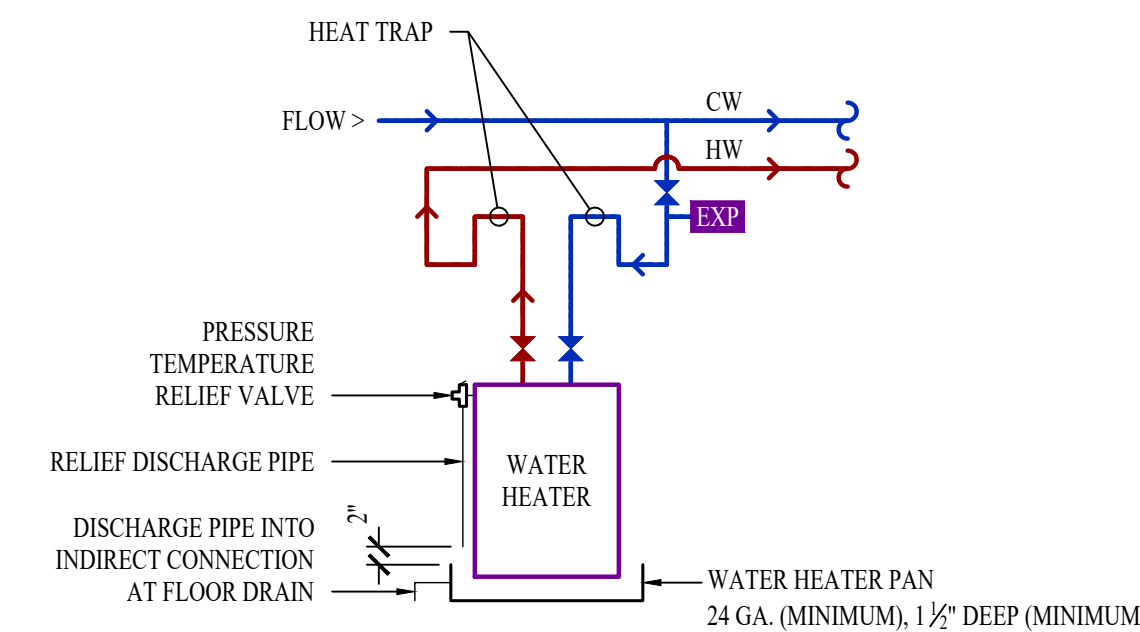 HEAT TRAP
FLOW >
CW
HW
EXP
PRESSURE
TEMPERATURE
RELIEF VALVE
RELIEF DISCHARGE PIPE
WATER
HEATER
2"
DISCHARGE PIPE INTO
INDIRECT CONNECTION
AT FLOOR DRAIN
WATER HEATER PAN
24 GA. (MINIMUM), 1 1/2" DEEP (MINIMUM